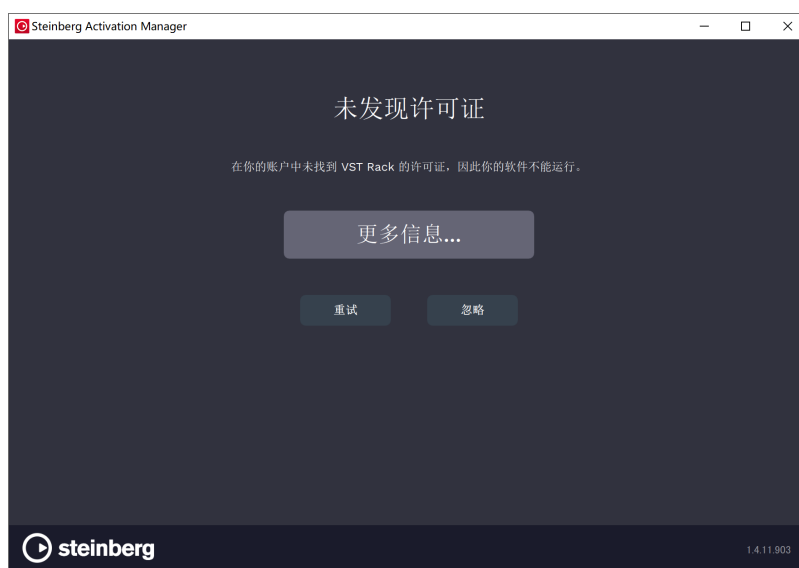 Steinberg Activation Manager
未发现许可证
在你的账户中未找到 VST Rack 的许可证，因此你的软件不能运行。
更多信息...
重试
忽略
steinberg
1.4.11.903